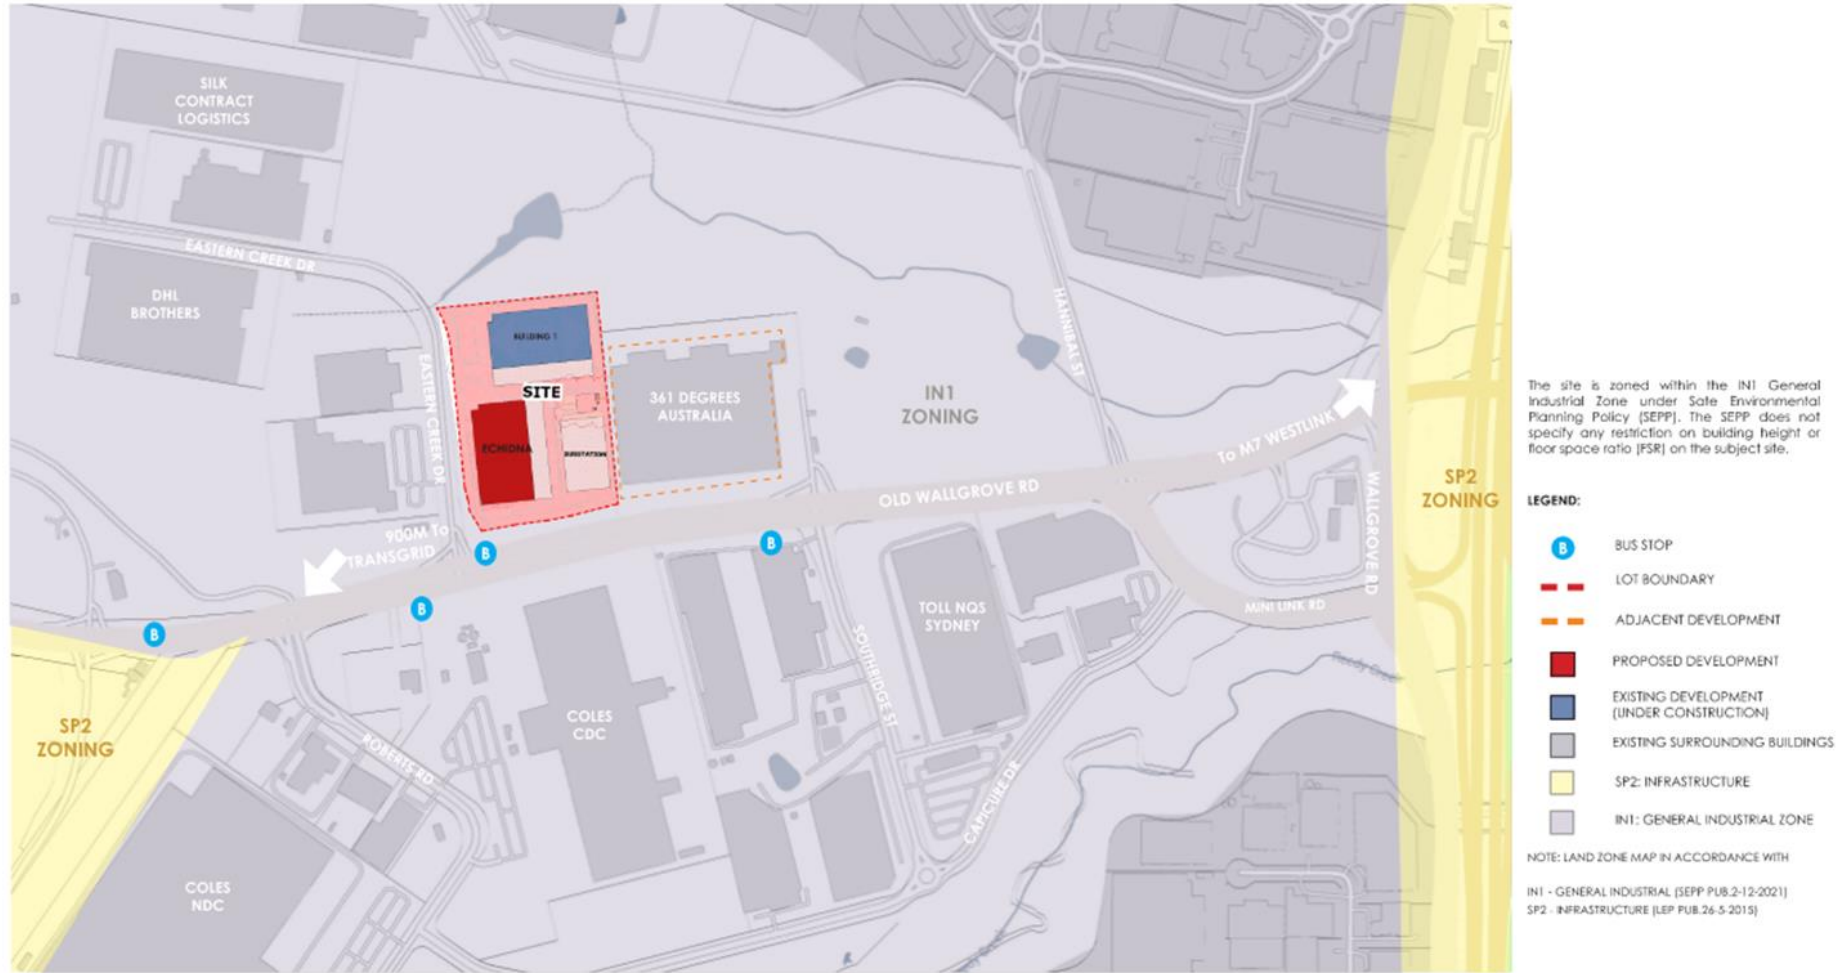 SILK
CONTRACT
LOGISTICS
EASTERN CREEK DR
DHL
BROTHERS
BUILDING 1
SITE
ECHIDNA
SUBSTATION
EASTERN CREEK DR
361 DEGREES
AUSTRALIA
IN1
ZONING
HANNIBAL ST
To M7 WESTLINK
OLD WALLGROVE RD
WALLGROVE RD
SP2
ZONING
900M To
TRANSGRID
B
B
B
B
MINI LINK RD
TOLL NQS
SYDNEY
SOUTHRIDGE ST
COLES
CDC
SP2
ZONING
ROBERTS RD
CAPICURE DR
COLES
NDC
Reedy Creek
The site is zoned within the IN1 General
Industrial Zone under Sate Environmental
Planning Policy (SEPP). The SEPP does not
specify any restriction on building height or
floor space ratio (FSR) on the subject site.
LEGEND:
B BUS STOP
LOT BOUNDARY
ADJACENT DEVELOPMENT
PROPOSED DEVELOPMENT
EXISTING DEVELOPMENT
(UNDER CONSTRUCTION)
EXISTING SURROUNDING BUILDINGS
SP2: INFRASTRUCTURE
IN1: GENERAL INDUSTRIAL ZONE
NOTE: LAND ZONE MAP IN ACCORDANCE WITH
IN1 - GENERAL INDUSTRIAL (SEPP PUB.2-12-2021)
SP2 - INFRASTRUCTURE (LEP PUB.26-5-2015)